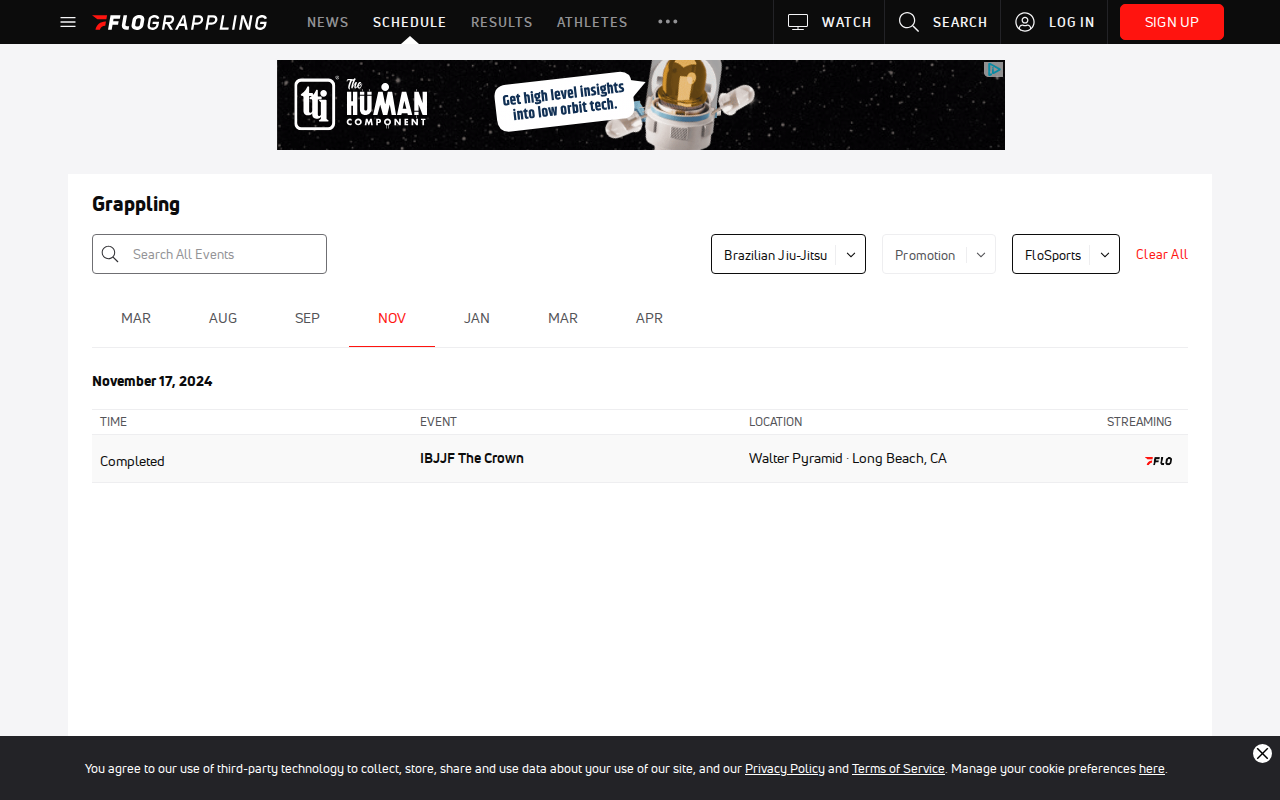 FLOGRAPPLING
NEWS
SCHEDULE
RESULTS
ATHLETES
WATCH
SEARCH
LOG IN
SIGN UP
tti
The HUMAN COMPONENT
Get high level insights
into low orbit tech.
Grappling
Search All Events
Brazilian Jiu-Jitsu
Promotion
FloSports
Clear All
MAR
AUG
SEP
NOV
JAN
MAR
APR
November 17, 2024
TIME
EVENT
LOCATION
STREAMING
Completed
IBJJF The Crown
Walter Pyramid · Long Beach, CA
FLO
You agree to our use of third-party technology to collect, store, share and use data about your use of our site, and our Privacy Policy and Terms of Service. Manage your cookie preferences here.